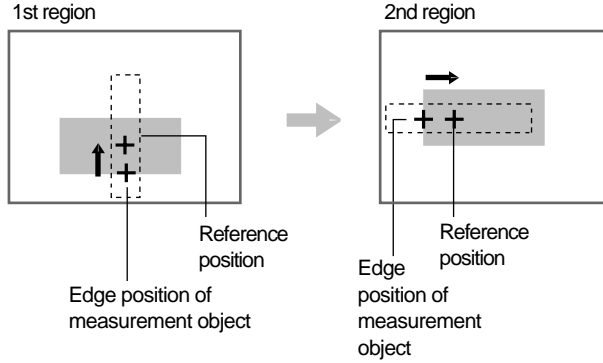 1st region
2nd region
Reference
position
Edge position of
measurement object
Reference
position
Edge
position of
measurement
object